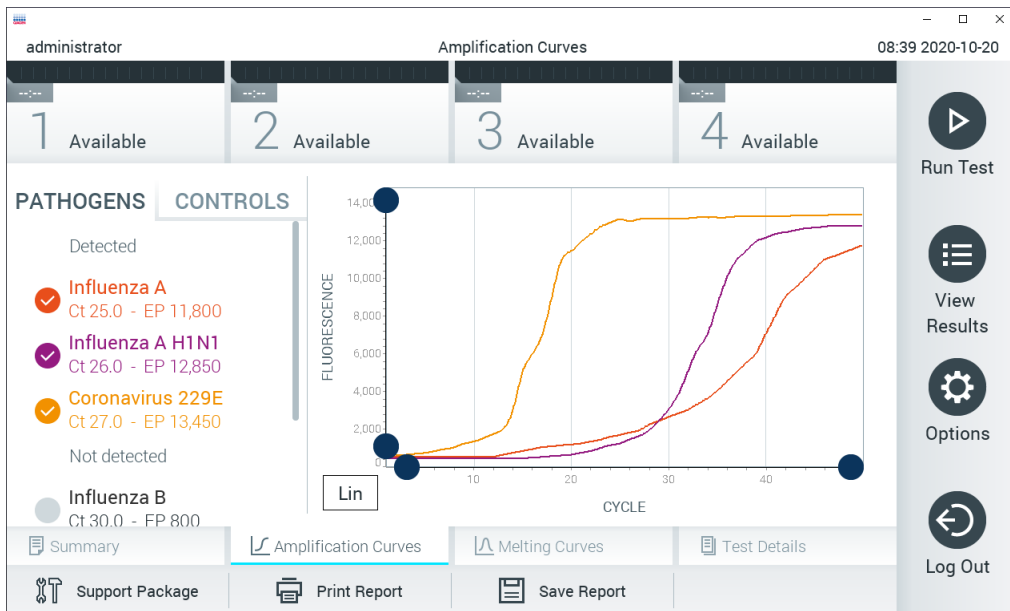 administrator
Amplification Curves
08:39 2020-10-20
--:--
1 Available
--:--
2 Available
--:--
3 Available
--:--
4 Available
Run Test
View
Results
Options
Log Out
PATHOGENS
CONTROLS
Detected
Influenza A
Ct 25.0 - EP 11,800
Influenza A H1N1
Ct 26.0 - EP 12,850
Coronavirus 229E
Ct 27.0 - EP 13,450
Not detected
Influenza B
Ct 30.0 - EP 800
FLUORESCENCE
12,000
10,000
8,000
6,000
4,000
2,000
10
20
30
40
CYCLE
Lin
Summary
Amplification Curves
Melting Curves
Test Details
Support Package
Print Report
Save Report